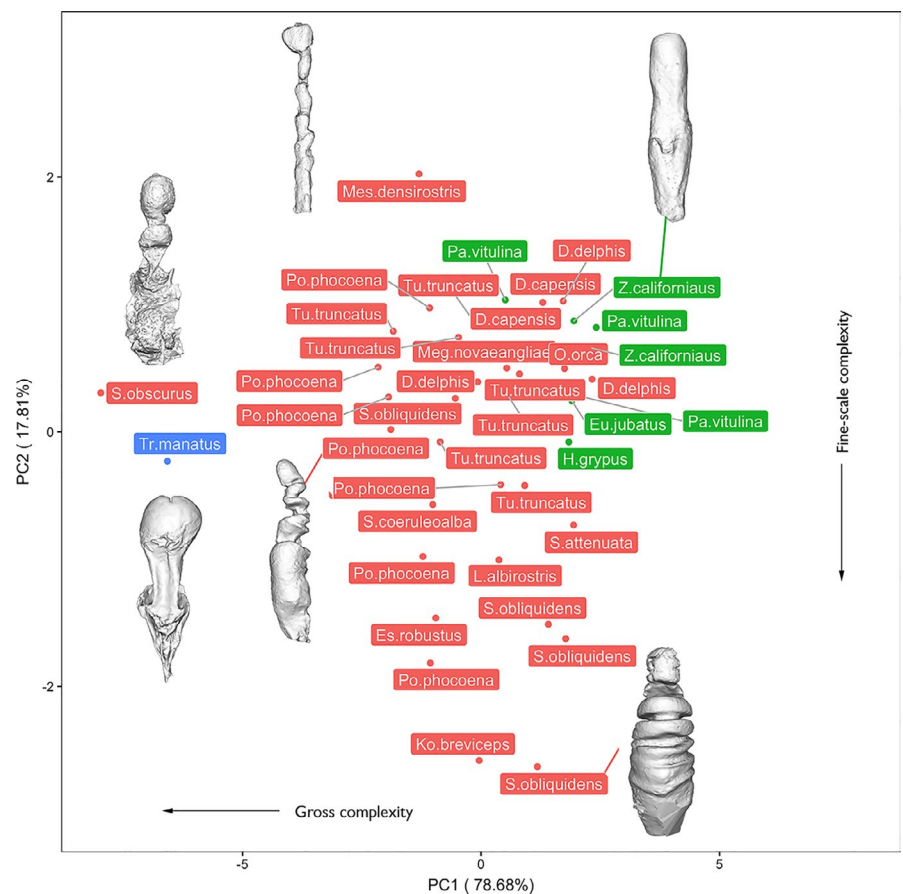 2
Mes.densirostris
Pa.vitulina
D.delphis
Po.phocoena
Tu.truncatus
D.capensis
Z.californiaus
Tu.truncatus
D.capensis
Pa.vitulina
Tu.truncatus
Meg.novaeangliae
O.orca
Z.californiaus
Po.phocoena
D.delphis
Tu.truncatus
D.delphis
S.obscurus
Po.phocoena
S.obliquidens
Tu.truncatus
Eu.jubatus
Pa.vitulina
0
Tr.manatus
Po.phocoena
Tu.truncatus
H.grypus
Po.phocoena
Tu.truncatus
S.coeruleoalba
S.attenuata
Po.phocoena
L.albirostris
S.obliquidens
Es.robustus
S.obliquidens
-2
Po.phocoena
Ko.breviceps
S.obliquidens
Gross complexity
Fine-scale complexity
-5
0
5
PC1 ( 78.68%)
PC2 ( 17.81%)